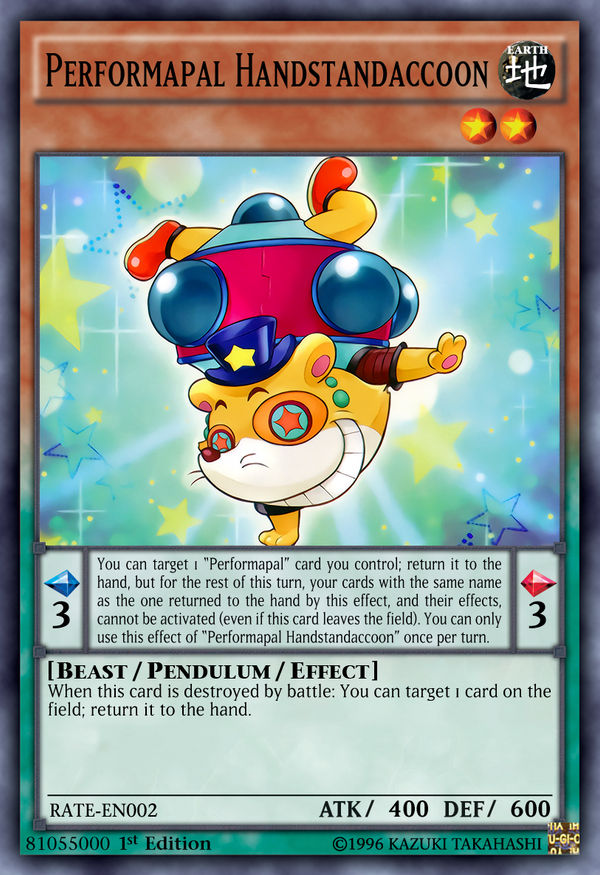 Performapal Handstandaccoon
EARTH
地
You can target 1 "Performapal" card you control; return it to the
hand, but for the rest of this turn, your cards with the same name
as the one returned to the hand by this effect, and their effects,
cannot be activated (even if this card leaves the field). You can only
use this effect of "Performapal Handstandaccoon" once per turn.
3
3
[Beast / Pendulum / Effect]
When this card is destroyed by battle: You can target 1 card on the
field; return it to the hand.
RATE-EN002
ATK/ 400 DEF/ 600
81055000 1st Edition
©1996 KAZUKI TAKAHASHI